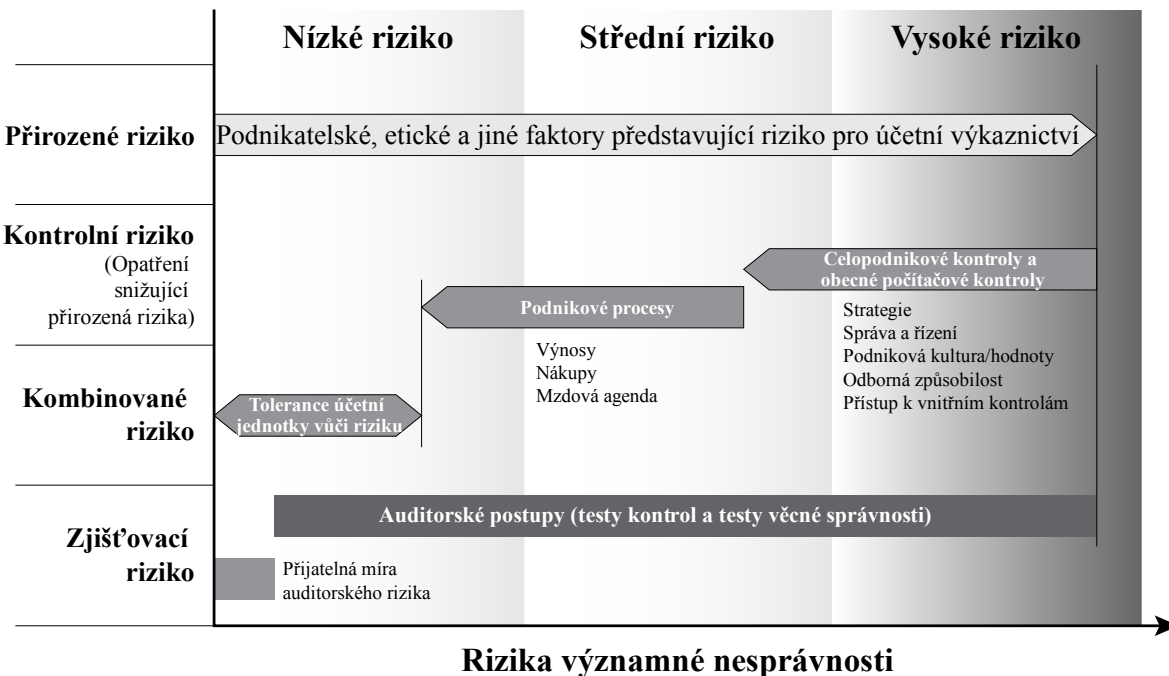 Nízké riziko
Střední riziko
Vysoké riziko
Přirozené riziko
Podnikatelské, etické a jiné faktory představující riziko pro účetní výkaznictví
Kontrolní riziko
(Opatření
snižující
přirozená rizika)
Celopodnikové kontroly a
obecné počítačové kontroly
Strategie
Správa a řízení
Podniková kultura/hodnoty
Odborná způsobilost
Přístup k vnitřním kontrolám
Podnikové procesy
Výnosy
Nákupy
Mzdová agenda
Kombinované
riziko
Tolerance účetní
jednotky vůči riziku
Zjišťovací
riziko
Auditorské postupy (testy kontrol a testy věcné správnosti)
Přijatelná míra
auditorského rizika
Rizika významné nesprávnosti